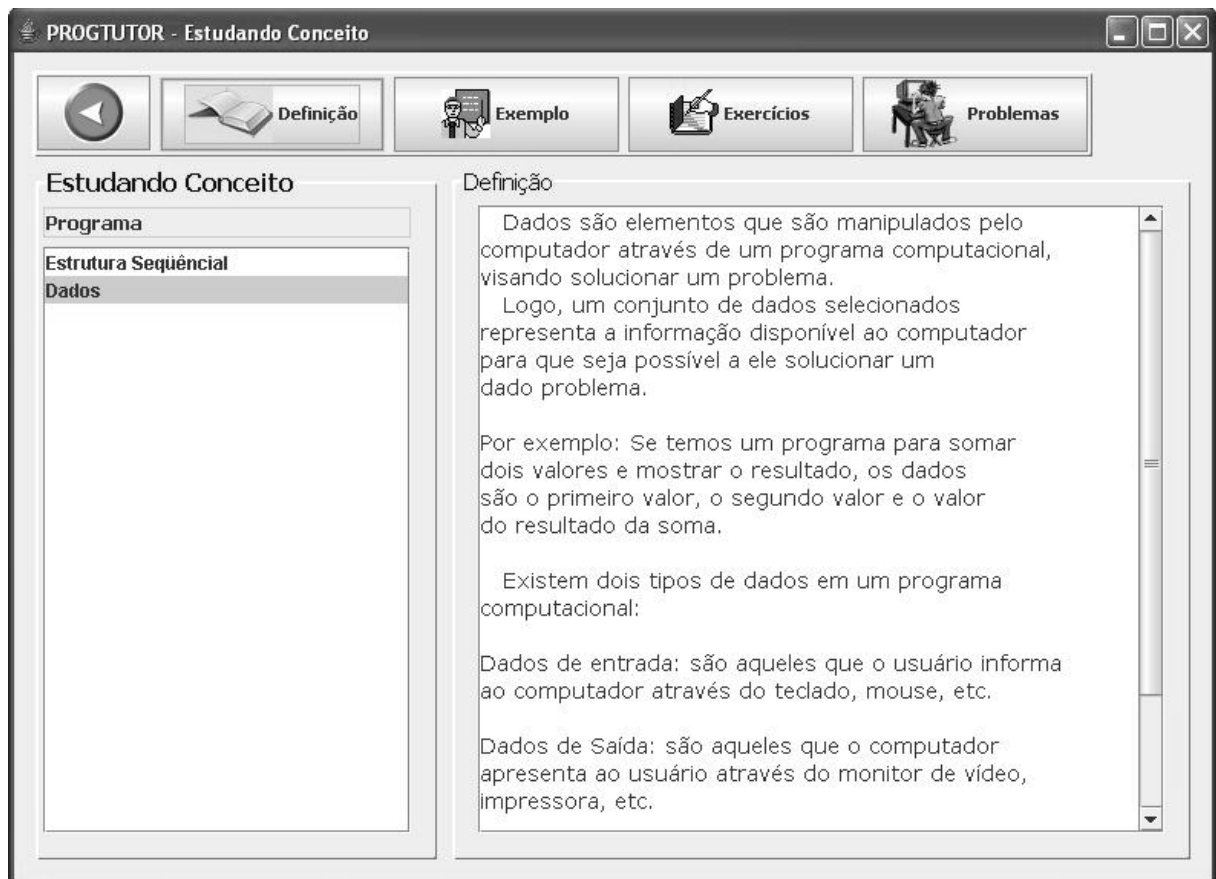 PROGTUTOR - Estudando Conceito
Definição
Exemplo
Exercícios
Problemas
Estudando Conceito
Programa
Estrutura Seqüêncial
Dados
Definição
Dados são elementos que são manipulados pelo
computador através de um programa computacional,
visando solucionar um problema.
Logo, um conjunto de dados selecionados
representa a informação disponível ao computador
para que seja possível a ele solucionar um
dado problema.
Por exemplo: Se temos um programa para somar
dois valores e mostrar o resultado, os dados
são o primeiro valor, o segundo valor e o valor
do resultado da soma.
Existem dois tipos de dados em um programa
computacional:
Dados de entrada: são aqueles que o usuário informa
ao computador através do teclado, mouse, etc.
Dados de Saída: são aqueles que o computador
apresenta ao usuário através do monitor de vídeo,
impressora, etc.